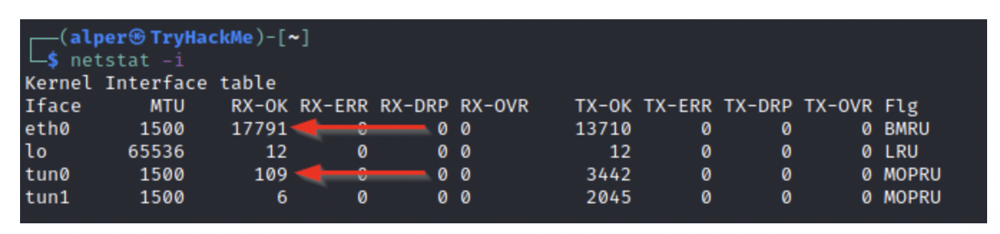 ┌──(alper㉿TryHackMe)-[~]
└─$ netstat -i
Kernel Interface table
Iface      MTU    RX-OK RX-ERR RX-DRP RX-OVR    TX-OK TX-ERR TX-DRP TX-OVR Flg
eth0      1500    17791      0      0 0         13710      0      0      0 BMRU
lo       65536       12      0      0 0            12      0      0      0 LRU
tun0      1500      109      0      0 0          3442      0      0      0 MOPRU
tun1      1500        6      0      0 0          2045      0      0      0 MOPRU